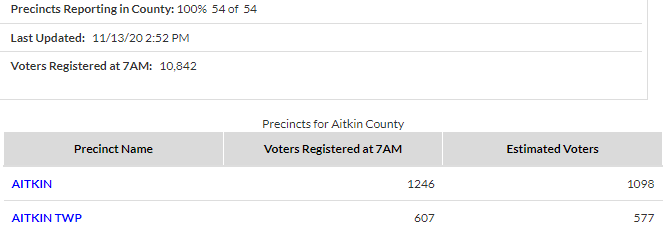 Precincts Reporting in County: 100% 54 of 54
Last Updated: 11/13/20 2:52 PM
Voters Registered at 7AM: 10,842
Precincts for Aitkin County
Precinct Name Voters Registered at 7AM Estimated Voters
AITKIN 1246 1098
AITKIN TWP 607 577